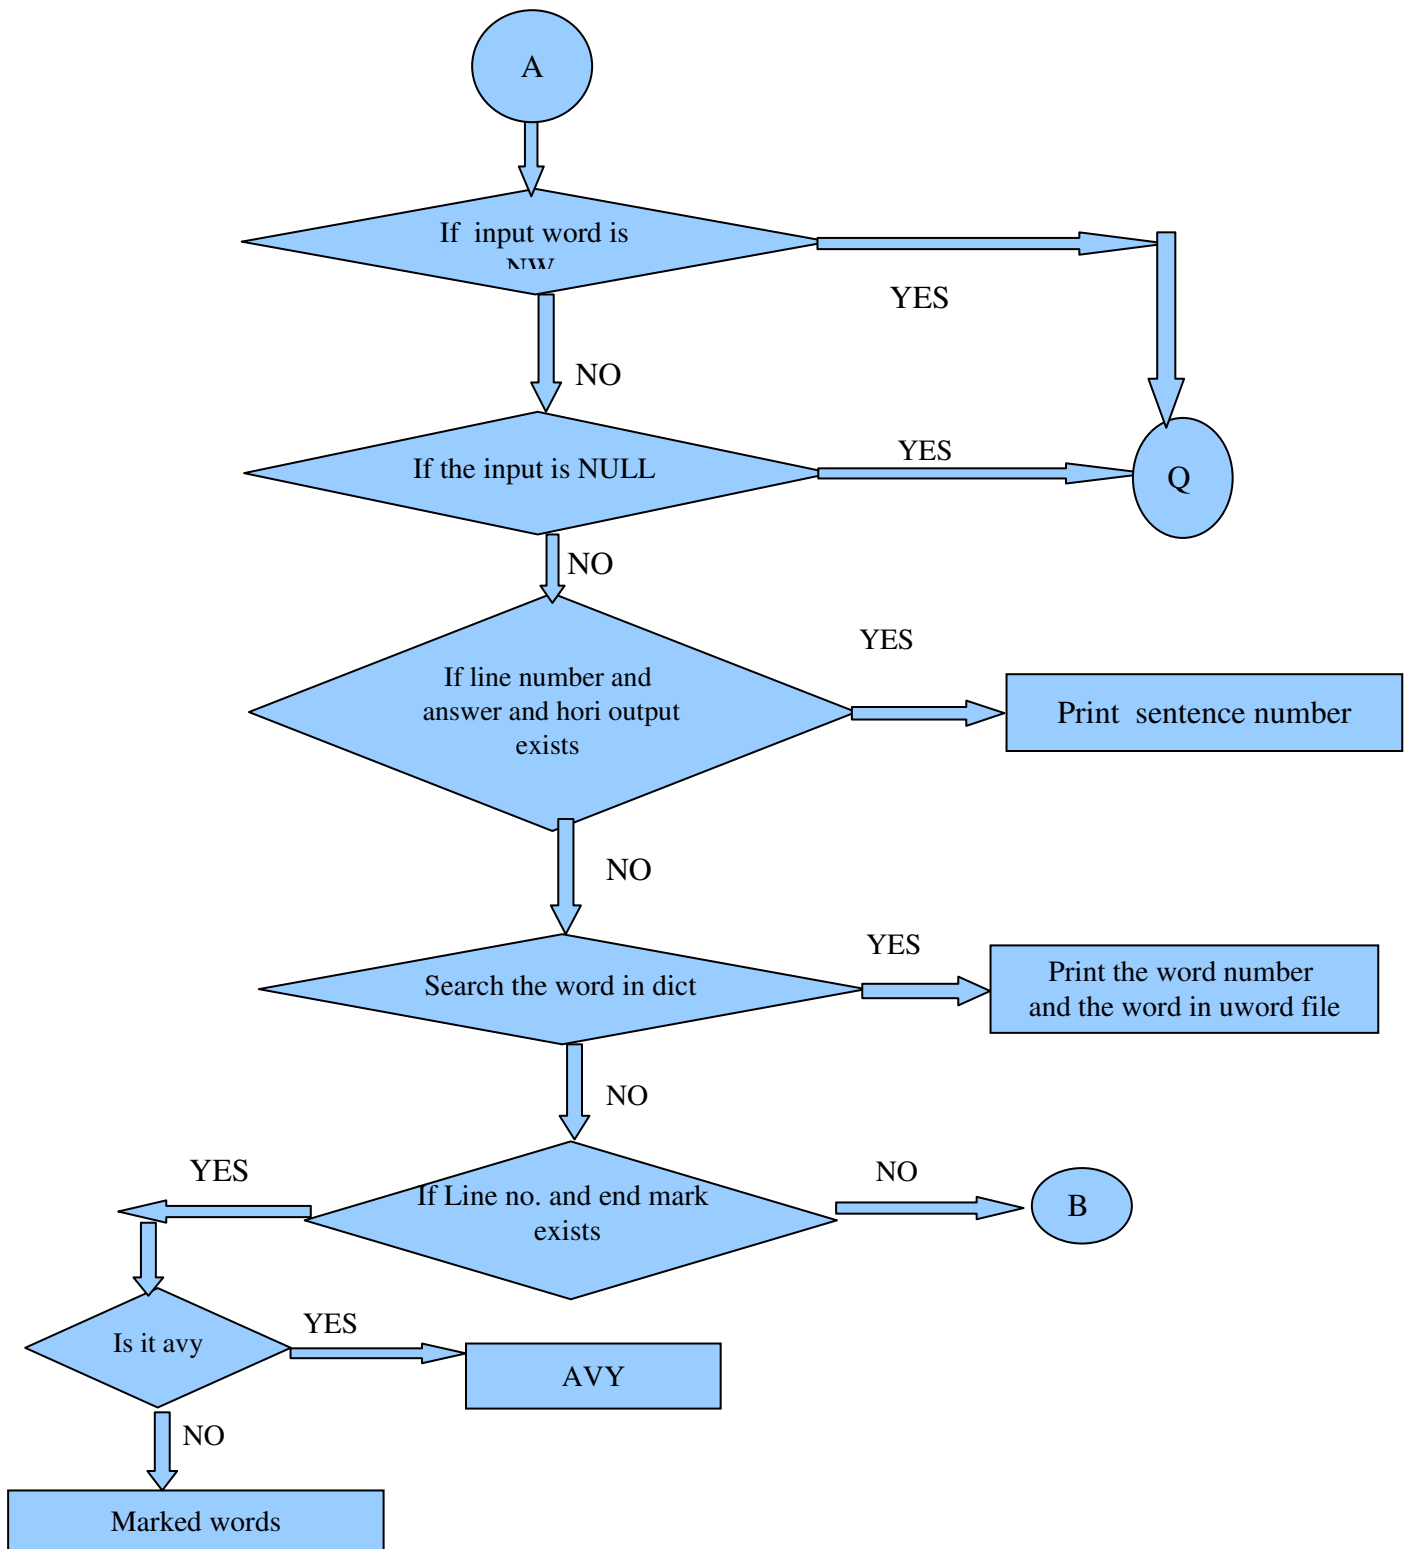 A
If input word is
NW
YES
NO
If the input is NULL
YES
Q
NO
If line number and
answer and hori output
exists
YES
Print sentence number
NO
Search the word in dict
YES
Print the word number
and the word in uword file
NO
If Line no. and end mark
exists
YES
NO
B
Is it avy
YES
AVY
NO
Marked words